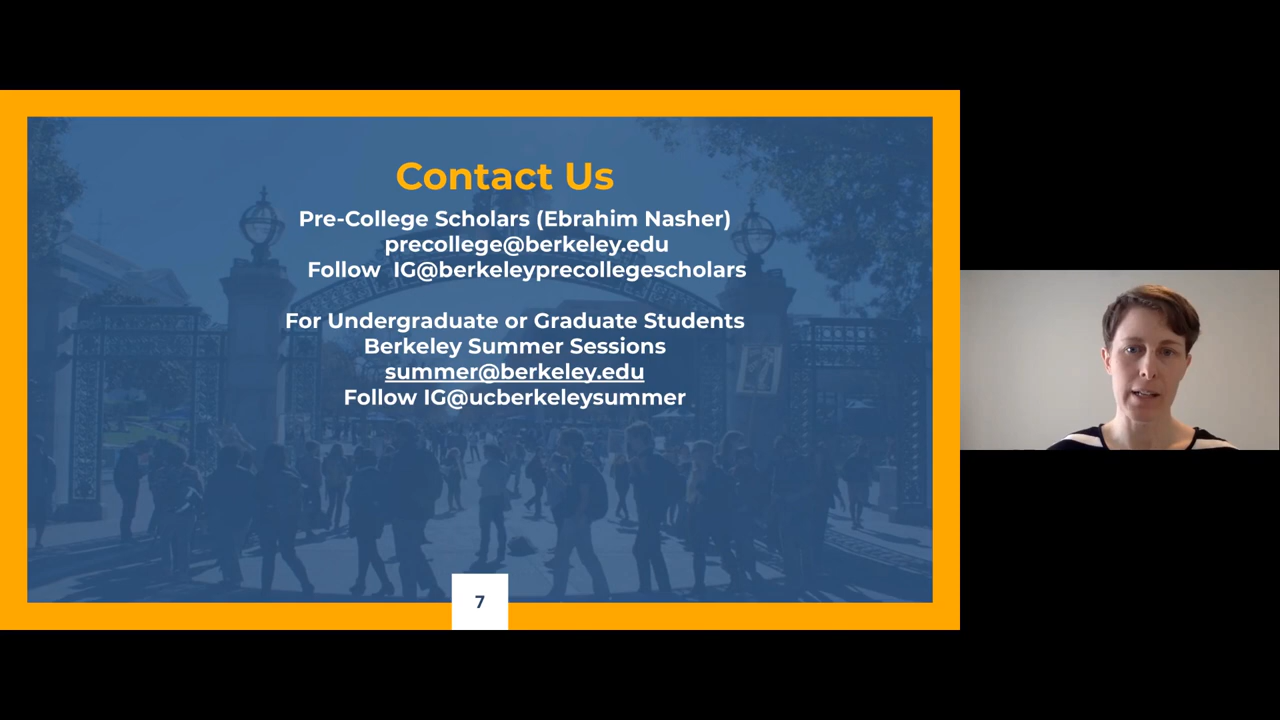 Contact Us
Pre-College Scholars (Ebrahim Nasher)
precollege@berkeley.edu
Follow  IG@berkeleyprecollegescholars
For Undergraduate or Graduate Students
Berkeley Summer Sessions
summer@berkeley.edu
Follow IG@ucberkeleysummer
7